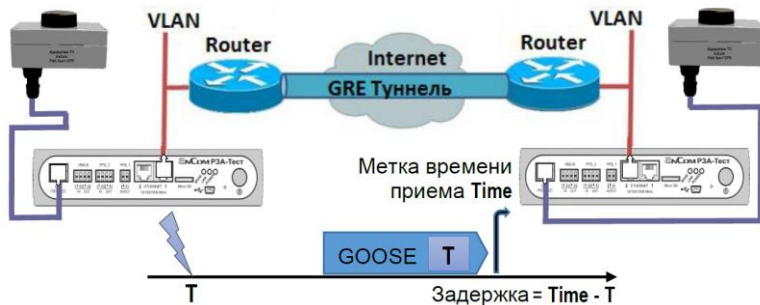 VLAN
VLAN
Router
Router
Internet
GRE Туннель
ENCOM РЗА-Тест
ENCOM РЗА-Тест
Метка времени
приема Time
GOOSE T
T
Задержка = Time - T